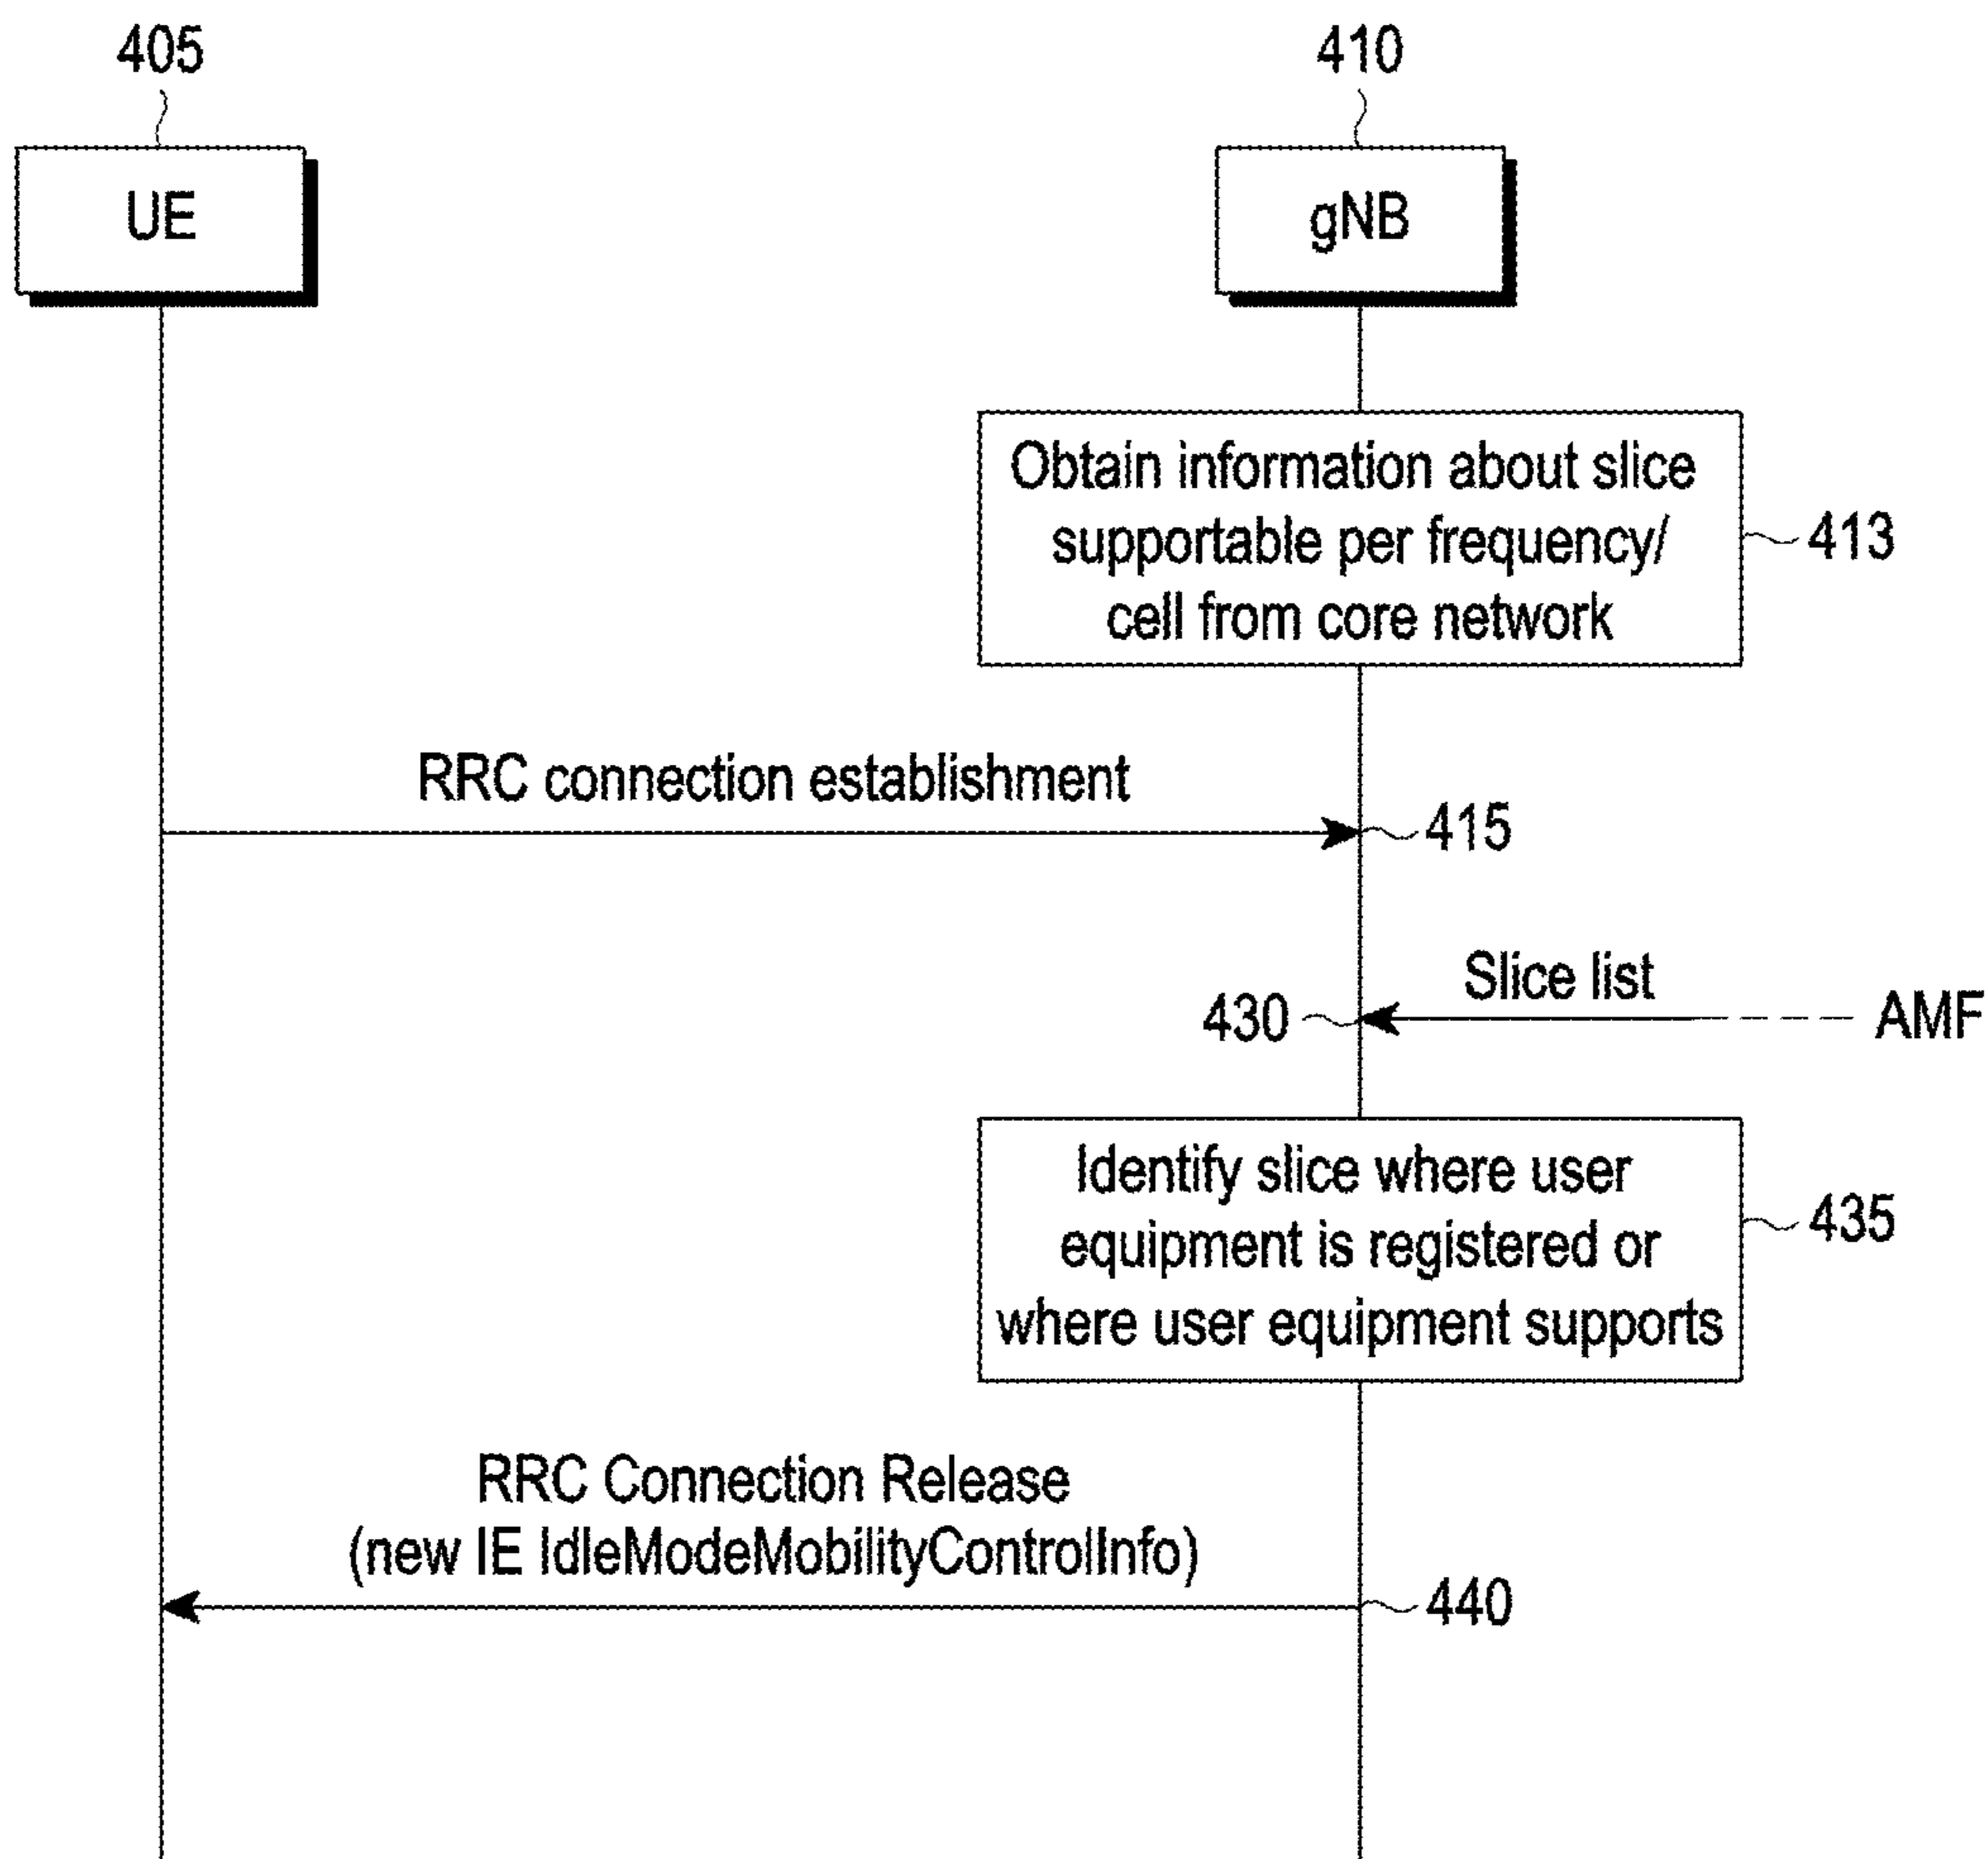 405
410
UE
gNB
Obtain information about slice
supportable per frequency/
cell from core network
413
RRC connection establishment
415
Slice list
430
AMF
Identify slice where user
equipment is registered or
where user equipment supports
435
RRC Connection Release
(new IE IdleModeMobilityControlInfo)
440